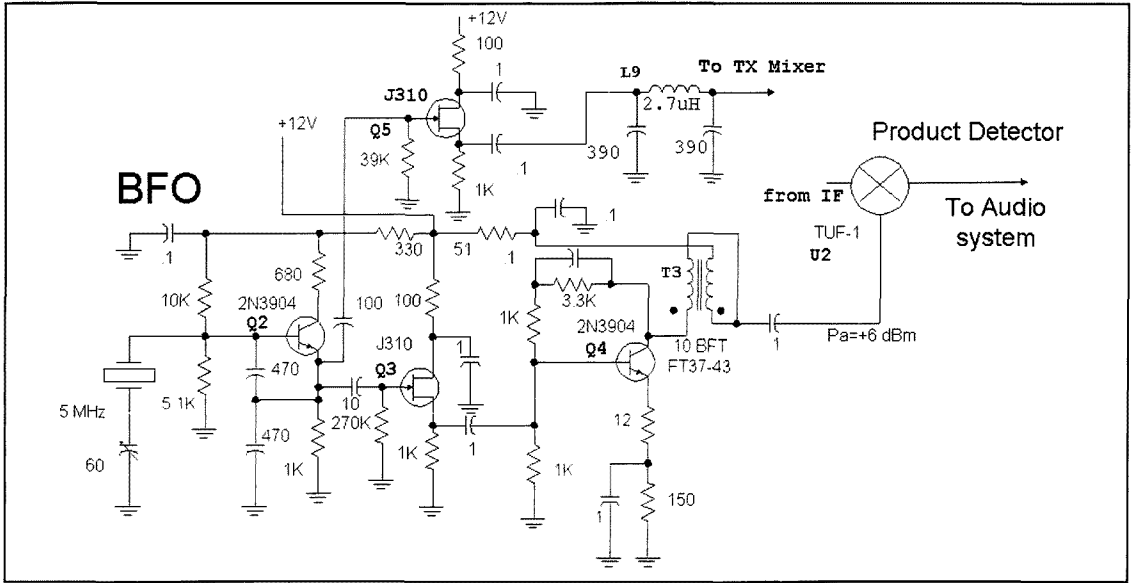 +12V
100
.1
L9
To TX Mixer
J310
2.7uH
+12V
Q5
Product Detector
39K
.1
390
390
1K
BFO
from IF
.1
To Audio
system
TUF-1
.1
330
51
.1
U2
680
T3
3.3K
10K
2N3904
100
100
1K
2N3904
Q2
Q4
10 BFT
.1
Pa=+6 dBm
J310
1
FT37-43
470
Q3
5 MHz
5 1K
10
12
270K
470
1K
.1
1K
60
1K
150
1